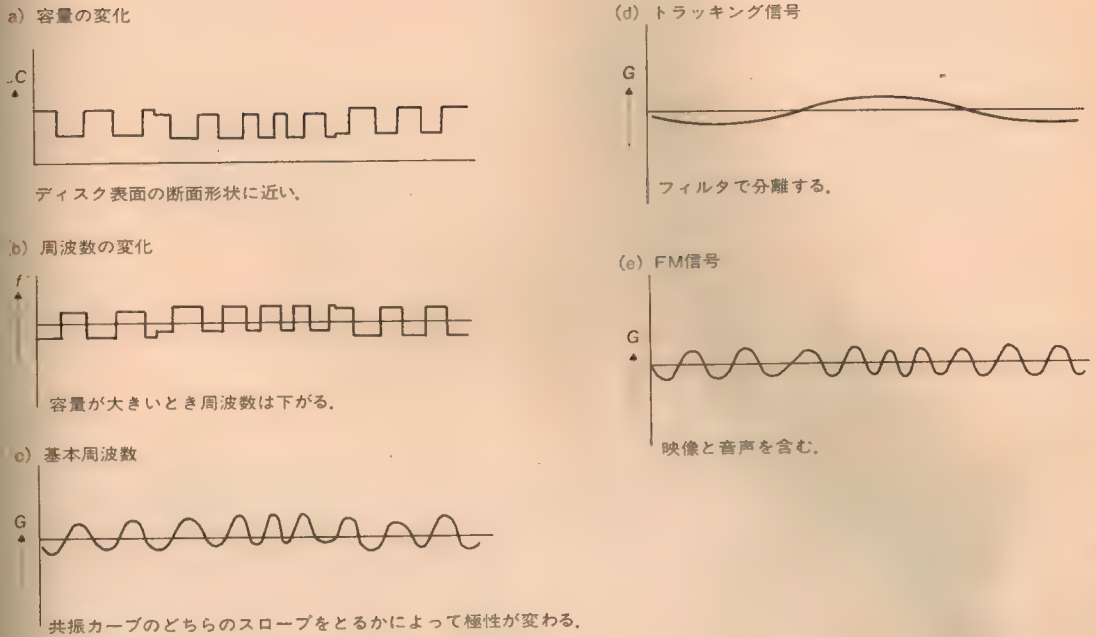 a) 容量の変化
C
ディスク表面の断面形状に近い.
b) 周波数の変化
f
容量が大きいとき周波数は下がる.
c) 基本周波数
G
共振カーブのどちらのスロープをとるかによって極性が変わる.
(d) トラッキング信号
G
フィルタで分離する.
(e) FM信号
G
映像と音声を含む.